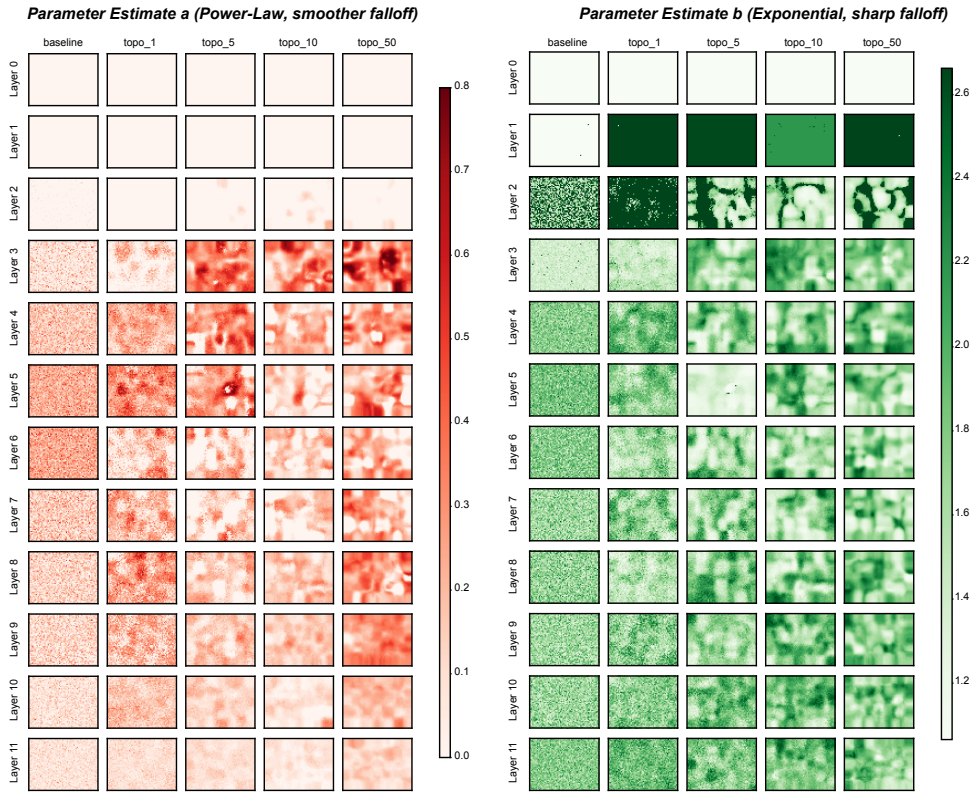 Parameter Estimate a (Power-Law, smoother falloff)
baseline topo_1 topo_5 topo_10 topo_50
Layer 0
Layer 1
Layer 2
Layer 3
Layer 4
Layer 5
Layer 6
Layer 7
Layer 8
Layer 9
Layer 10
Layer 11
0.8
0.7
0.6
0.5
0.4
0.3
0.2
0.1
0.0
Parameter Estimate b (Exponential, sharp falloff)
baseline topo_1 topo_5 topo_10 topo_50
Layer 0
Layer 1
Layer 2
Layer 3
Layer 4
Layer 5
Layer 6
Layer 7
Layer 8
Layer 9
Layer 10
Layer 11
2.6
2.4
2.2
2.0
1.8
1.6
1.4
1.2